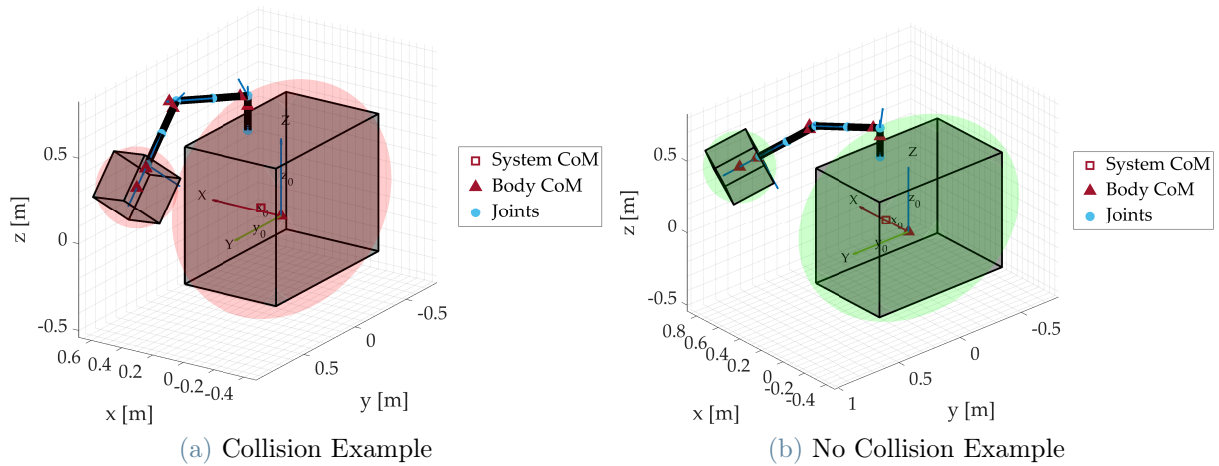 Z
z0
X
0
Y
y0
0.5
0
-0.5
z [m]
0.6
0.4
0.2
0
-0.2
-0.4
x [m]
0.5
0
-0.5
y [m]
System CoM
Body CoM
Joints
(a) Collision Example
Z
z0
X
x0
Y
y0
0.5
0
-0.5
z [m]
0.8
0.6
0.4
0.2
0
-0.2
-0.4
x [m]
1
0.5
0
-0.5
y [m]
System CoM
Body CoM
Joints
(b) No Collision Example